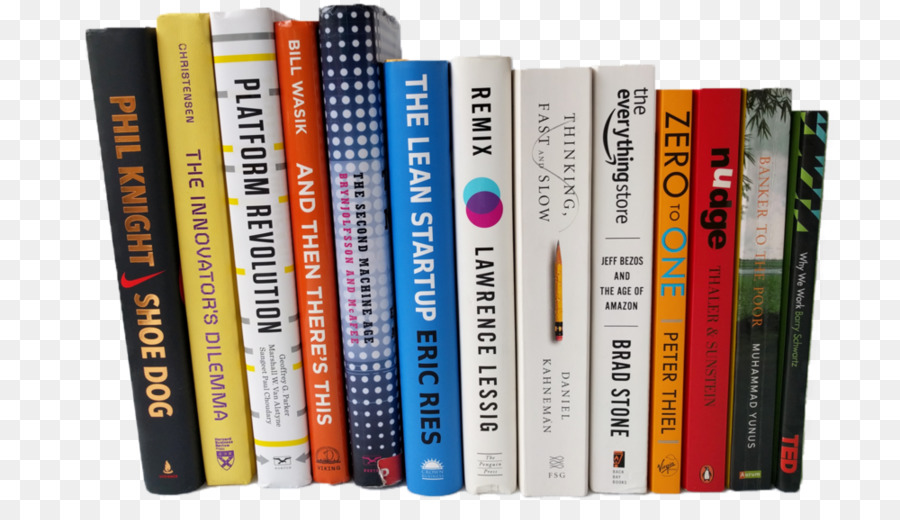 PHIL KNIGHT SHOE DOG
CHRISTENSEN THE INNOVATOR'S DILEMMA
PLATFORM REVOLUTION
Geoffrey G. Parker
Marshall W. Van Alstyne
Sangeet Paul Choudary
BILL WASIK AND THEN THERE'S THIS
VIKING
THE SECOND MACHINE AGE
BRYNJOLFSSON AND McAFEE
THE LEAN STARTUP ERIC RIES
REMIX LAWRENCE LESSIG
The
Penguin
Press
THINKING,
FAST AND SLOW
DANIEL
KAHNEMAN
FSG
the
everything
store
JEFF BEZOS
AND
THE AGE OF
AMAZON
BRAD STONE
ZERO TO ONE PETER THIEL
Virgin
nudge THALER & SUNSTEIN
BANKER TO THE POOR MUHAMMAD YUNUS
Why We Work Barry Schwartz
TED